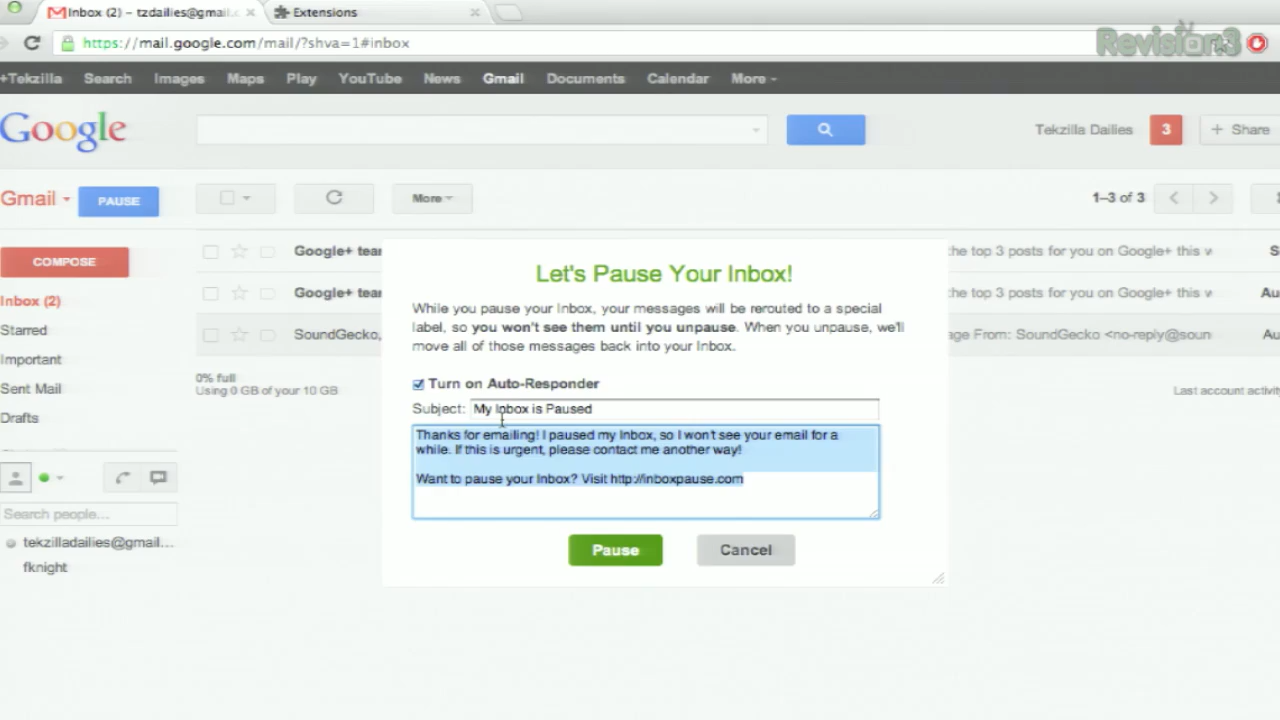 Inbox (2) – tzdailies@gmail.c
Extensions
https://mail.google.com/mail/?shva=1#inbox
Revision3
+Tekzilla Search Images Maps Play YouTube News Gmail Documents Calendar More
Google
Tekzilla Dailies 3 + Share
Gmail PAUSE More 1–3 of 3
COMPOSE
Inbox (2)
Starred
Important
Sent Mail
Drafts
Google+ tear the top 3 posts for you on Google+ this w S
Google+ tear the top 3 posts for you on Google+ this w Au
SoundGecko, age From: SoundGecko <no-reply@soun Au
0% full
Using 0 GB of your 10 GB
Last account activity
Let's Pause Your Inbox!
While you pause your Inbox, your messages will be rerouted to a special
label, so you won't see them until you unpause. When you unpause, we'll
move all of those messages back into your Inbox.
Turn on Auto-Responder
Subject: My Inbox is Paused
Thanks for emailing! I paused my Inbox, so I won't see your email for a
while. If this is urgent, please contact me another way!
Want to pause your Inbox? Visit http://inboxpause.com
Pause Cancel
Search people...
tekzilladailies@gmail...
fknight